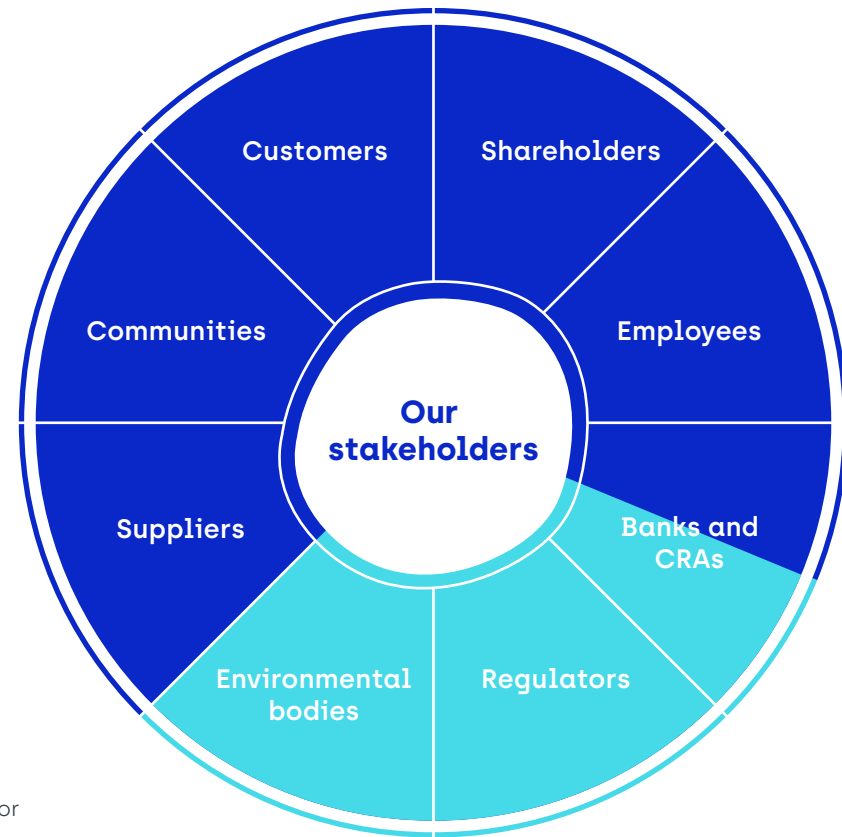 Customers
Shareholders
Communities
Employees
Our
stakeholders
Suppliers
Banks and
CRAs
Environmental
bodies
Regulators
or